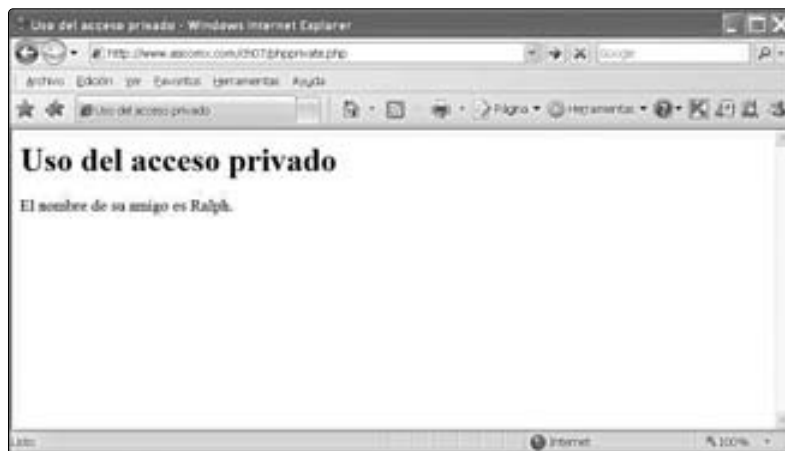 Uso del acceso privado - Windows Internet Explorer
Google
Archivo Edición Ver Favoritos Herramientas Ayuda
Uso del acceso privado
Página Herramientas
Uso del acceso privado
El nombre de su amigo es Ralph.
Listo Internet 100%